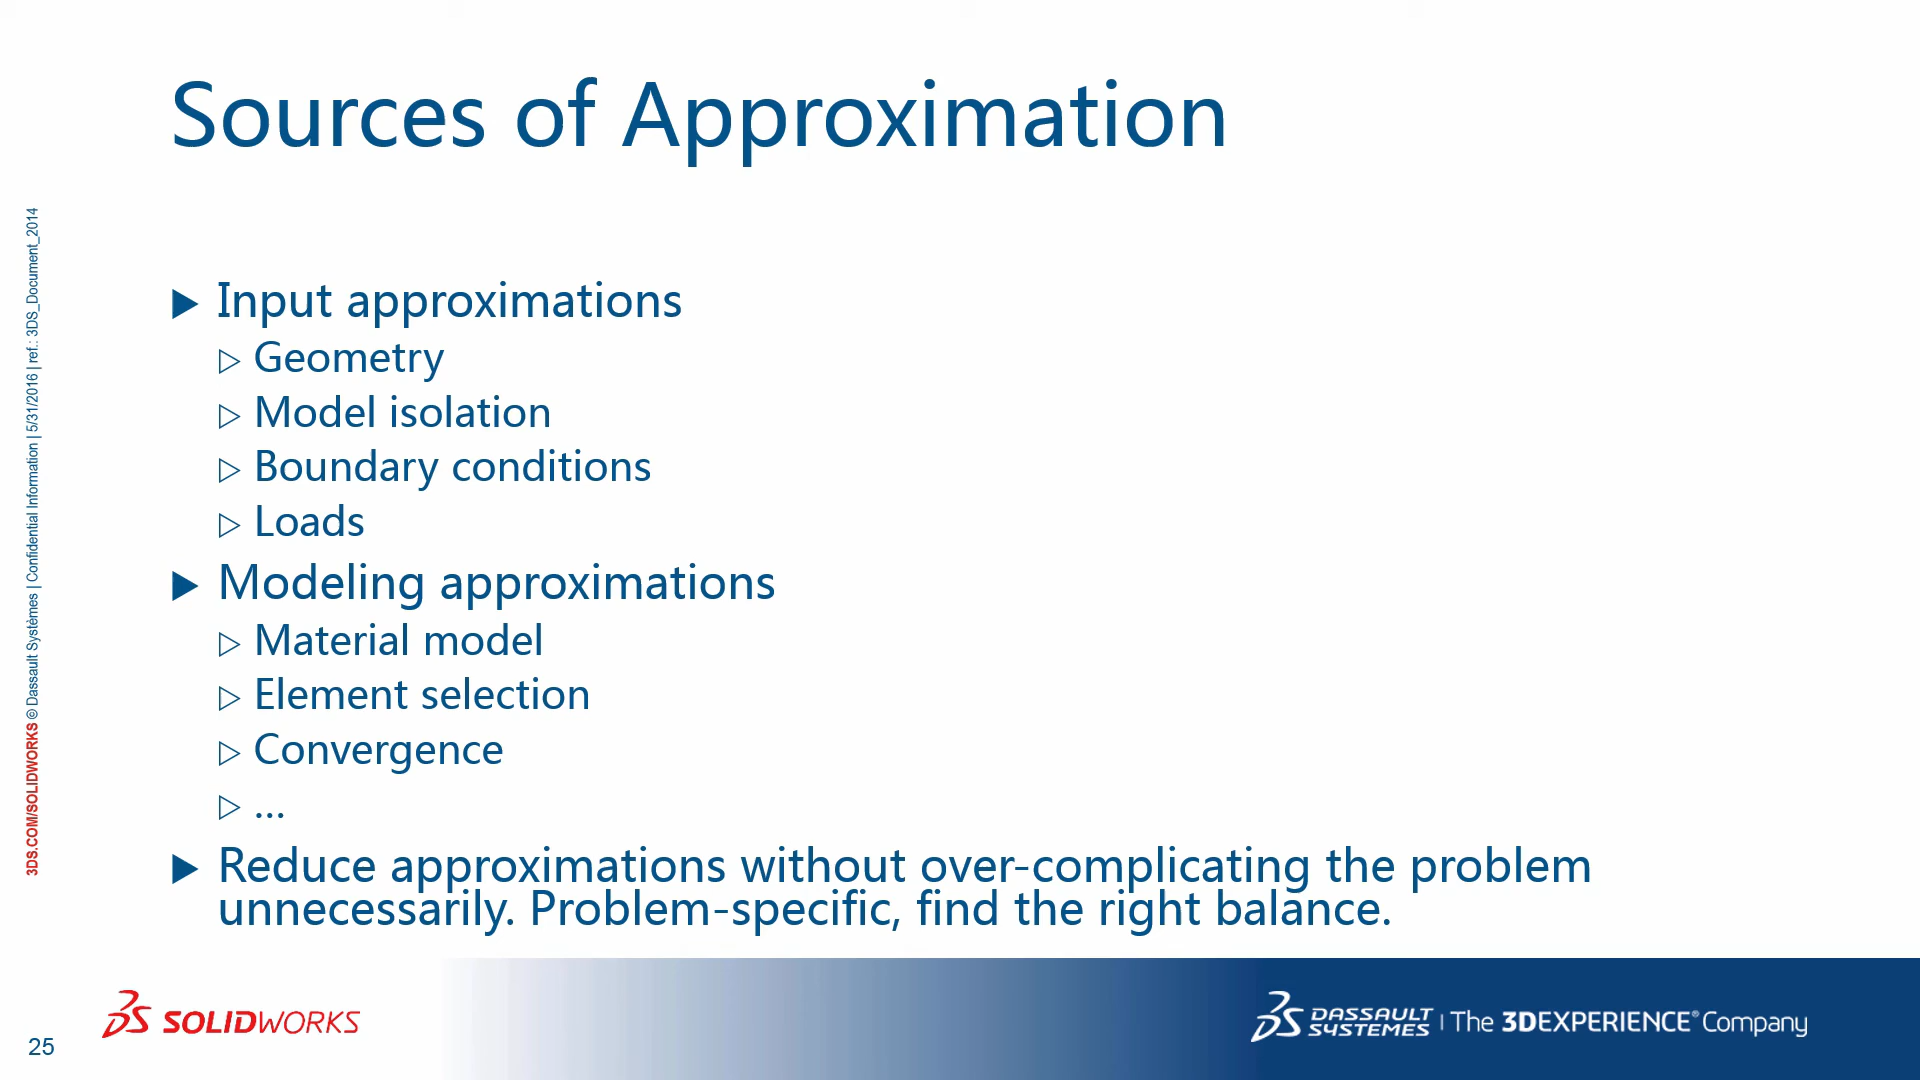 Sources of Approximation
3DS.COM/SOLIDWORKS © Dassault Systèmes | Confidential Information | 5/31/2016 | ref.: 3DS_Document_2014
▶ Input approximations
▷ Geometry
▷ Model isolation
▷ Boundary conditions
▷ Loads
▶ Modeling approximations
▷ Material model
▷ Element selection
▷ Convergence
▷ ...
▶ Reduce approximations without over-complicating the problem
unnecessarily. Problem-specific, find the right balance.
SOLIDWORKS
DASSAULT
SYSTEMES | The 3DEXPERIENCE® Company
25